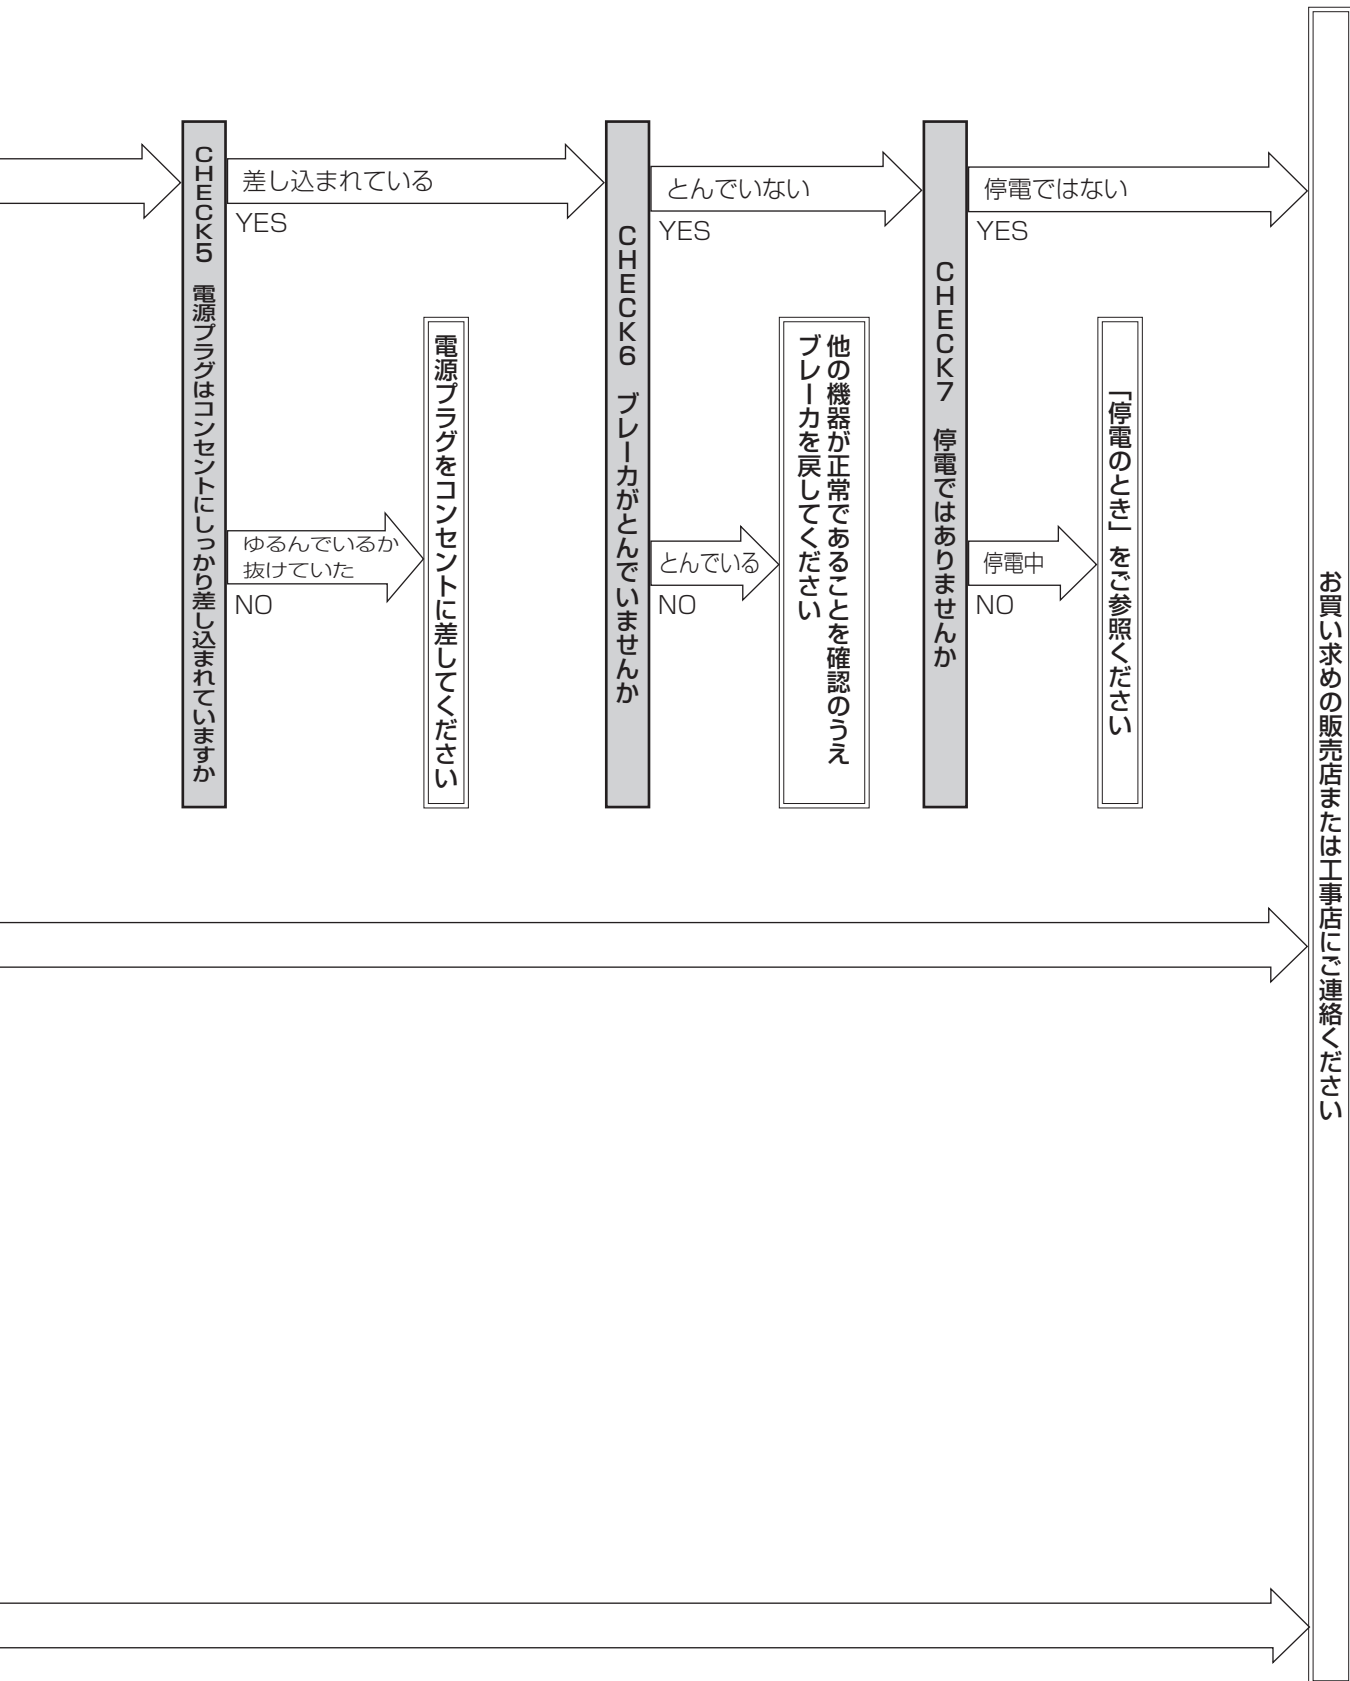 CHECK5 電源プラグはコンセントにしっかり差し込まれていますか
差し込まれている
YES
ゆるんでいるか
抜けていた
NO
電源プラグをコンセントに差してください
CHECK6 ブレーカがとんでいませんか
とんでいない
YES
とんでいる
NO
他の機器が正常であることを確認のうえ
ブレーカを戻してください
CHECK7 停電ではありませんか
停電ではない
YES
停電中
NO
「停電のとき」をご参照ください
お買い求めの販売店または工事店にご連絡ください